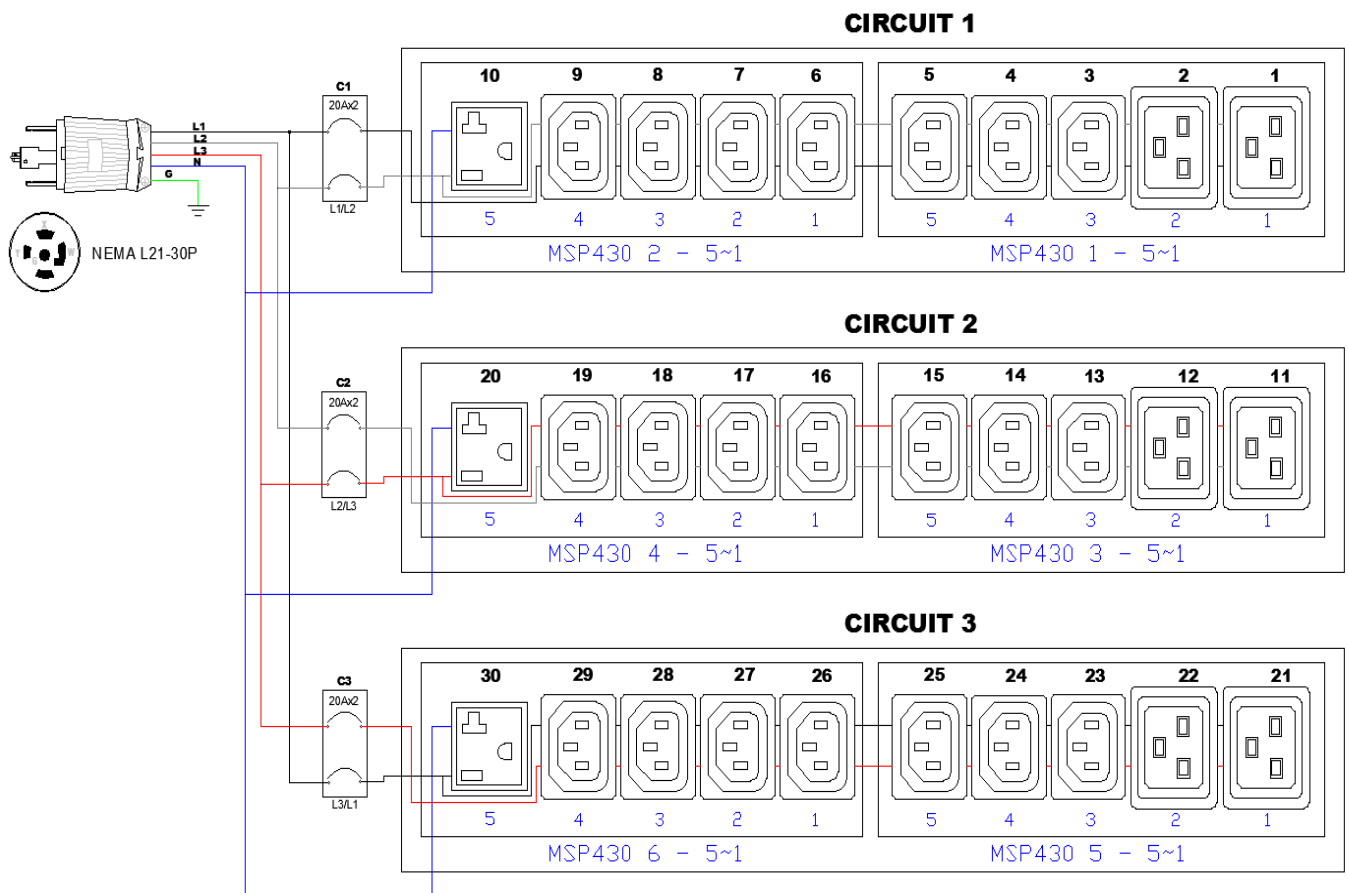 CIRCUIT 1
10 9 8 7 6 5 4 3 2 1
C1
20Ax2
L1
L2
L3
N
G
L1/L2
5 4 3 2 1 5 4 3 2 1
MSP430 2 - 5~1 MSP430 1 - 5~1
NEMA L21-30P
CIRCUIT 2
20 19 18 17 16 15 14 13 12 11
C2
20Ax2
L2/L3
5 4 3 2 1 5 4 3 2 1
MSP430 4 - 5~1 MSP430 3 - 5~1
CIRCUIT 3
30 29 28 27 26 25 24 23 22 21
C3
20Ax2
L3/L1
5 4 3 2 1 5 4 3 2 1
MSP430 6 - 5~1 MSP430 5 - 5~1